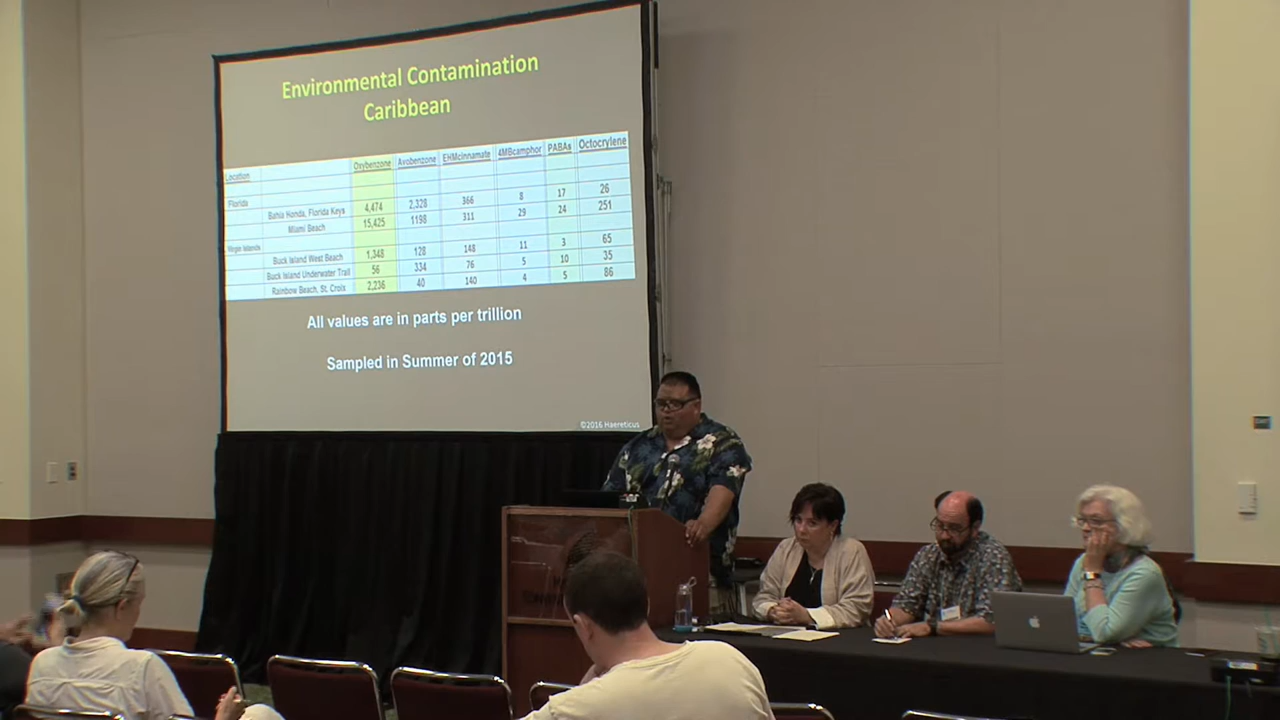 Environmental Contamination
Caribbean
Oxybenzone Avobenzone EHMcinnamate 4MBcamphor PABAs Octocrylene
Location
Florida
Bahia Honda, Florida Keys 4,474 2,328 366 8 17 26
Miami Beach 15,425 1198 311 29 24 251
Virgin Islands
Buck Island West Beach 1,348 128 148 11 3 65
Buck Island Underwater Trail 56 334 76 5 10 35
Rainbow Beach, St. Croix 2,236 40 140 4 5 86
All values are in parts per trillion
Sampled in Summer of 2015
©2016 Haereticus